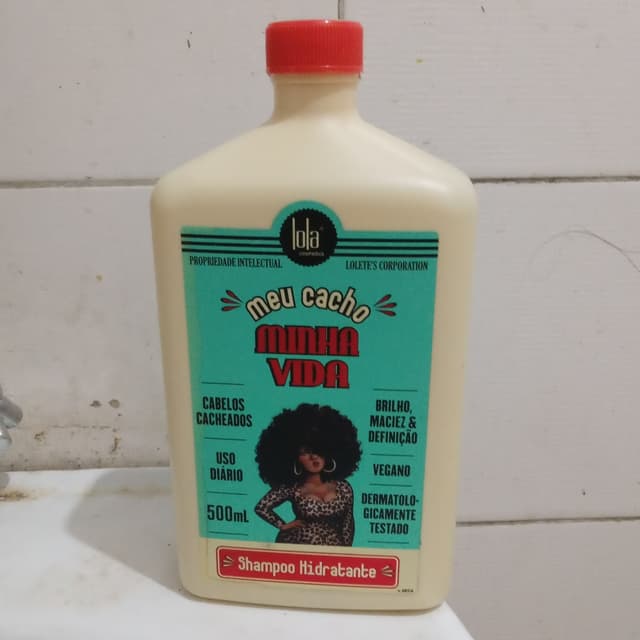 lola
COSMETICS
PROPRIEDADE INTELECTUAL
LOLETE'S CORPORATION
meu cacho
MINHA
VIDA
CABELOS
CACHEADOS
USO
DIÁRIO
500mL
BRILHO,
MACIEZ &
DEFINIÇÃO
VEGANO
DERMATOLO-
GICAMENTE
TESTADO
Shampoo Hidratante